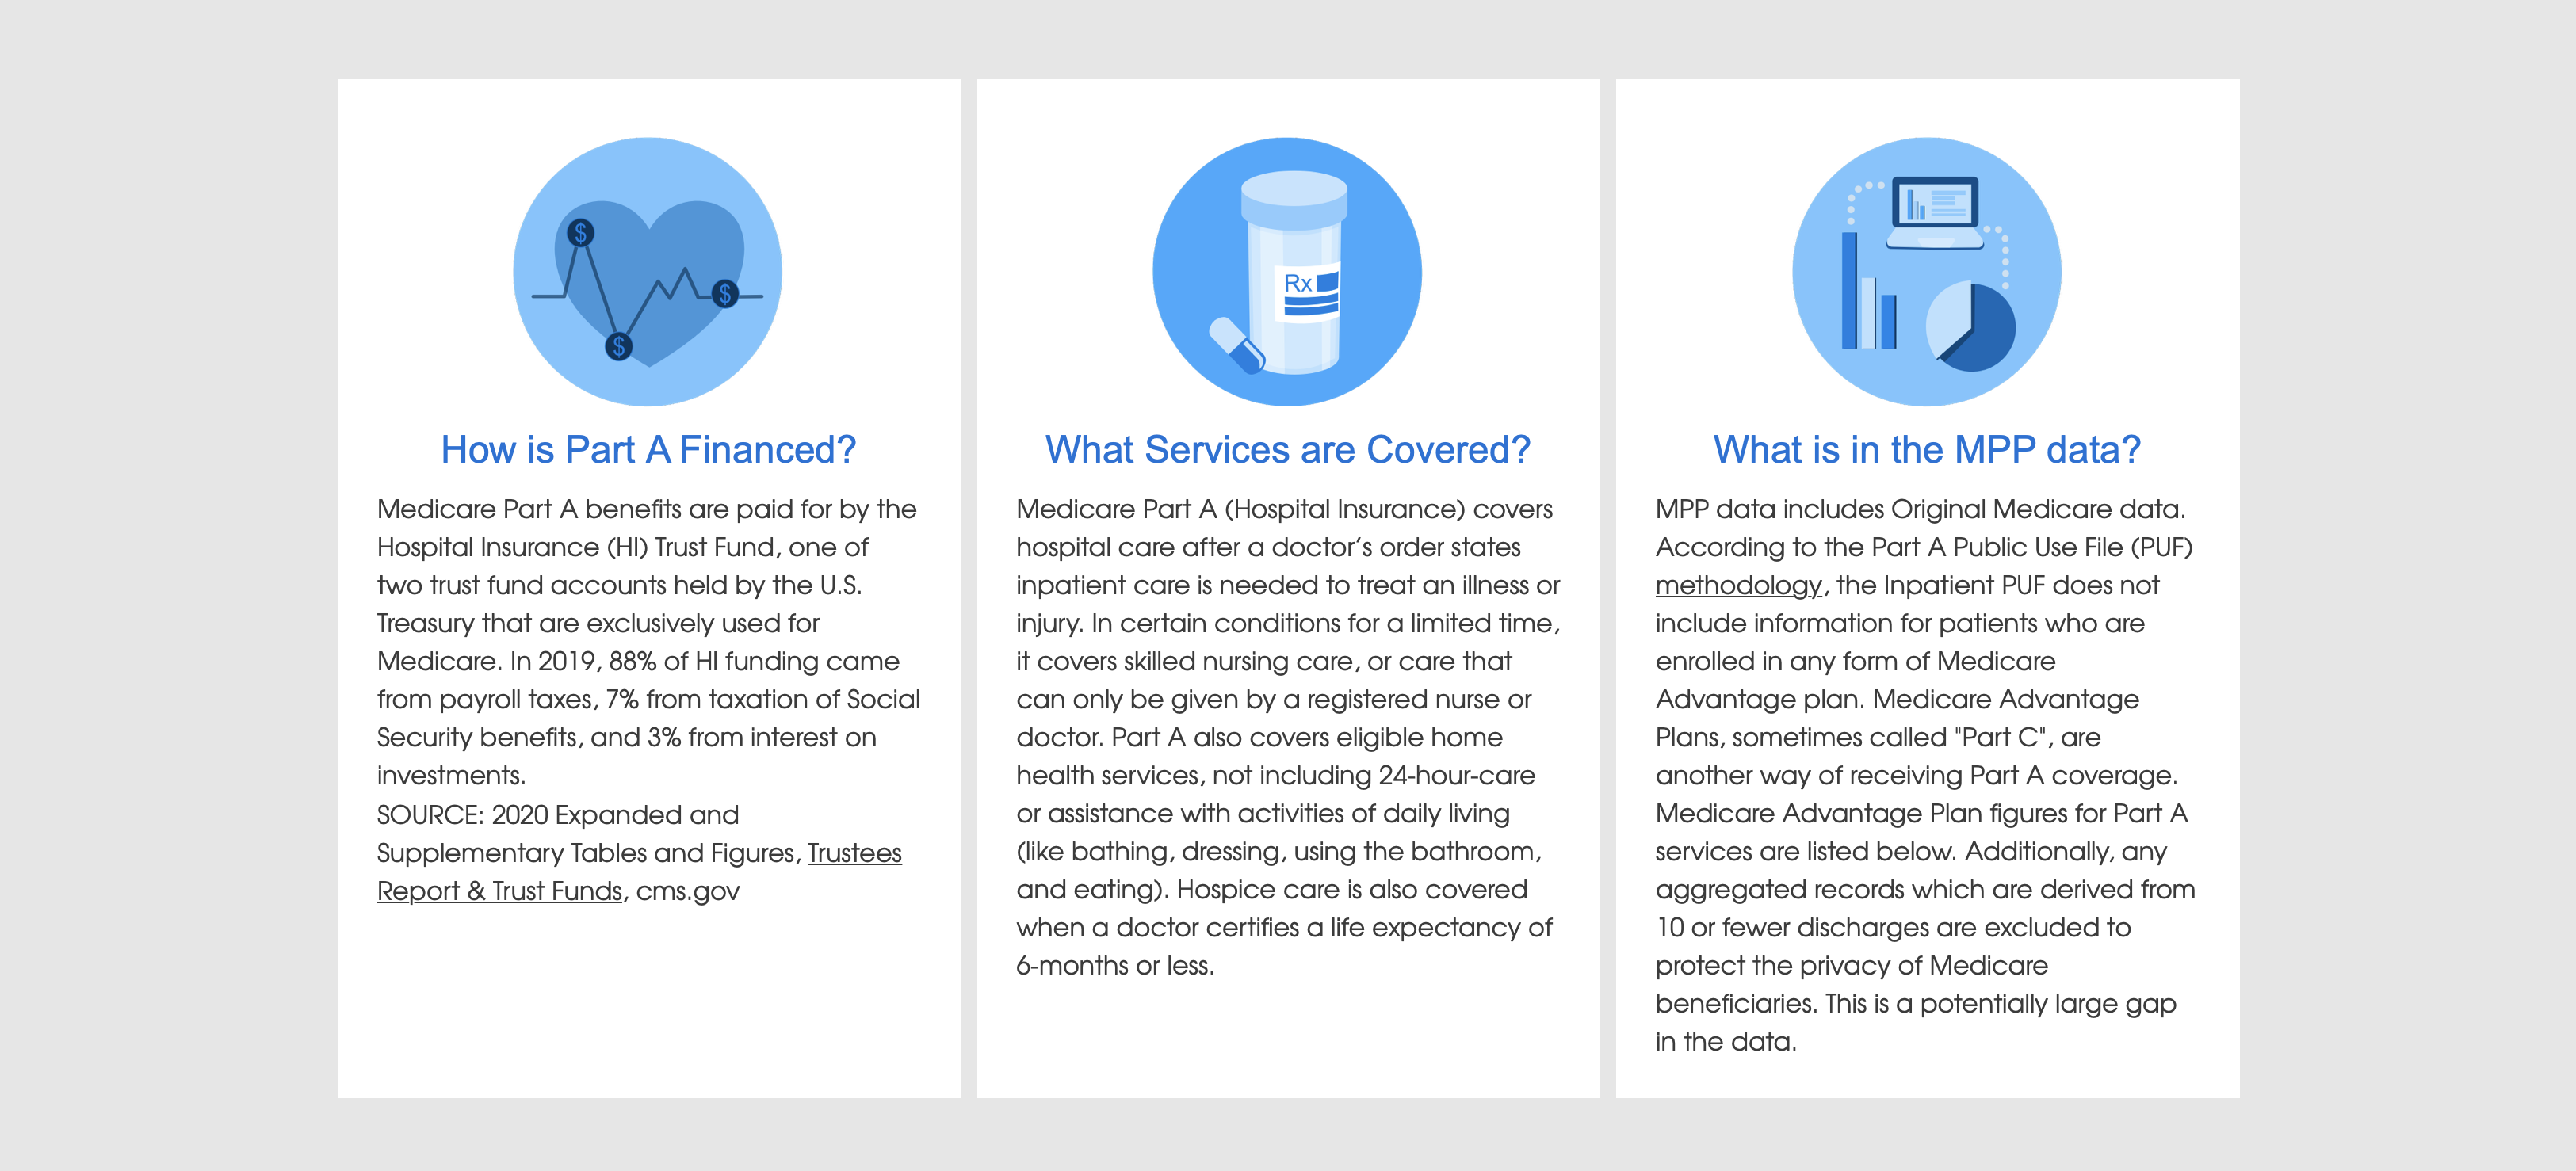 $
$
$
How is Part A Financed?
Medicare Part A benefits are paid for by the
Hospital Insurance (HI) Trust Fund, one of
two trust fund accounts held by the U.S.
Treasury that are exclusively used for
Medicare. In 2019, 88% of HI funding came
from payroll taxes, 7% from taxation of Social
Security benefits, and 3% from interest on
investments.
SOURCE: 2020 Expanded and
Supplementary Tables and Figures, Trustees
Report & Trust Funds, cms.gov
Rx
What Services are Covered?
Medicare Part A (Hospital Insurance) covers
hospital care after a doctor’s order states
inpatient care is needed to treat an illness or
injury. In certain conditions for a limited time,
it covers skilled nursing care, or care that
can only be given by a registered nurse or
doctor. Part A also covers eligible home
health services, not including 24-hour-care
or assistance with activities of daily living
(like bathing, dressing, using the bathroom,
and eating). Hospice care is also covered
when a doctor certifies a life expectancy of
6-months or less.
What is in the MPP data?
MPP data includes Original Medicare data.
According to the Part A Public Use File (PUF)
methodology, the Inpatient PUF does not
include information for patients who are
enrolled in any form of Medicare
Advantage plan. Medicare Advantage
Plans, sometimes called "Part C", are
another way of receiving Part A coverage.
Medicare Advantage Plan figures for Part A
services are listed below. Additionally, any
aggregated records which are derived from
10 or fewer discharges are excluded to
protect the privacy of Medicare
beneficiaries. This is a potentially large gap
in the data.